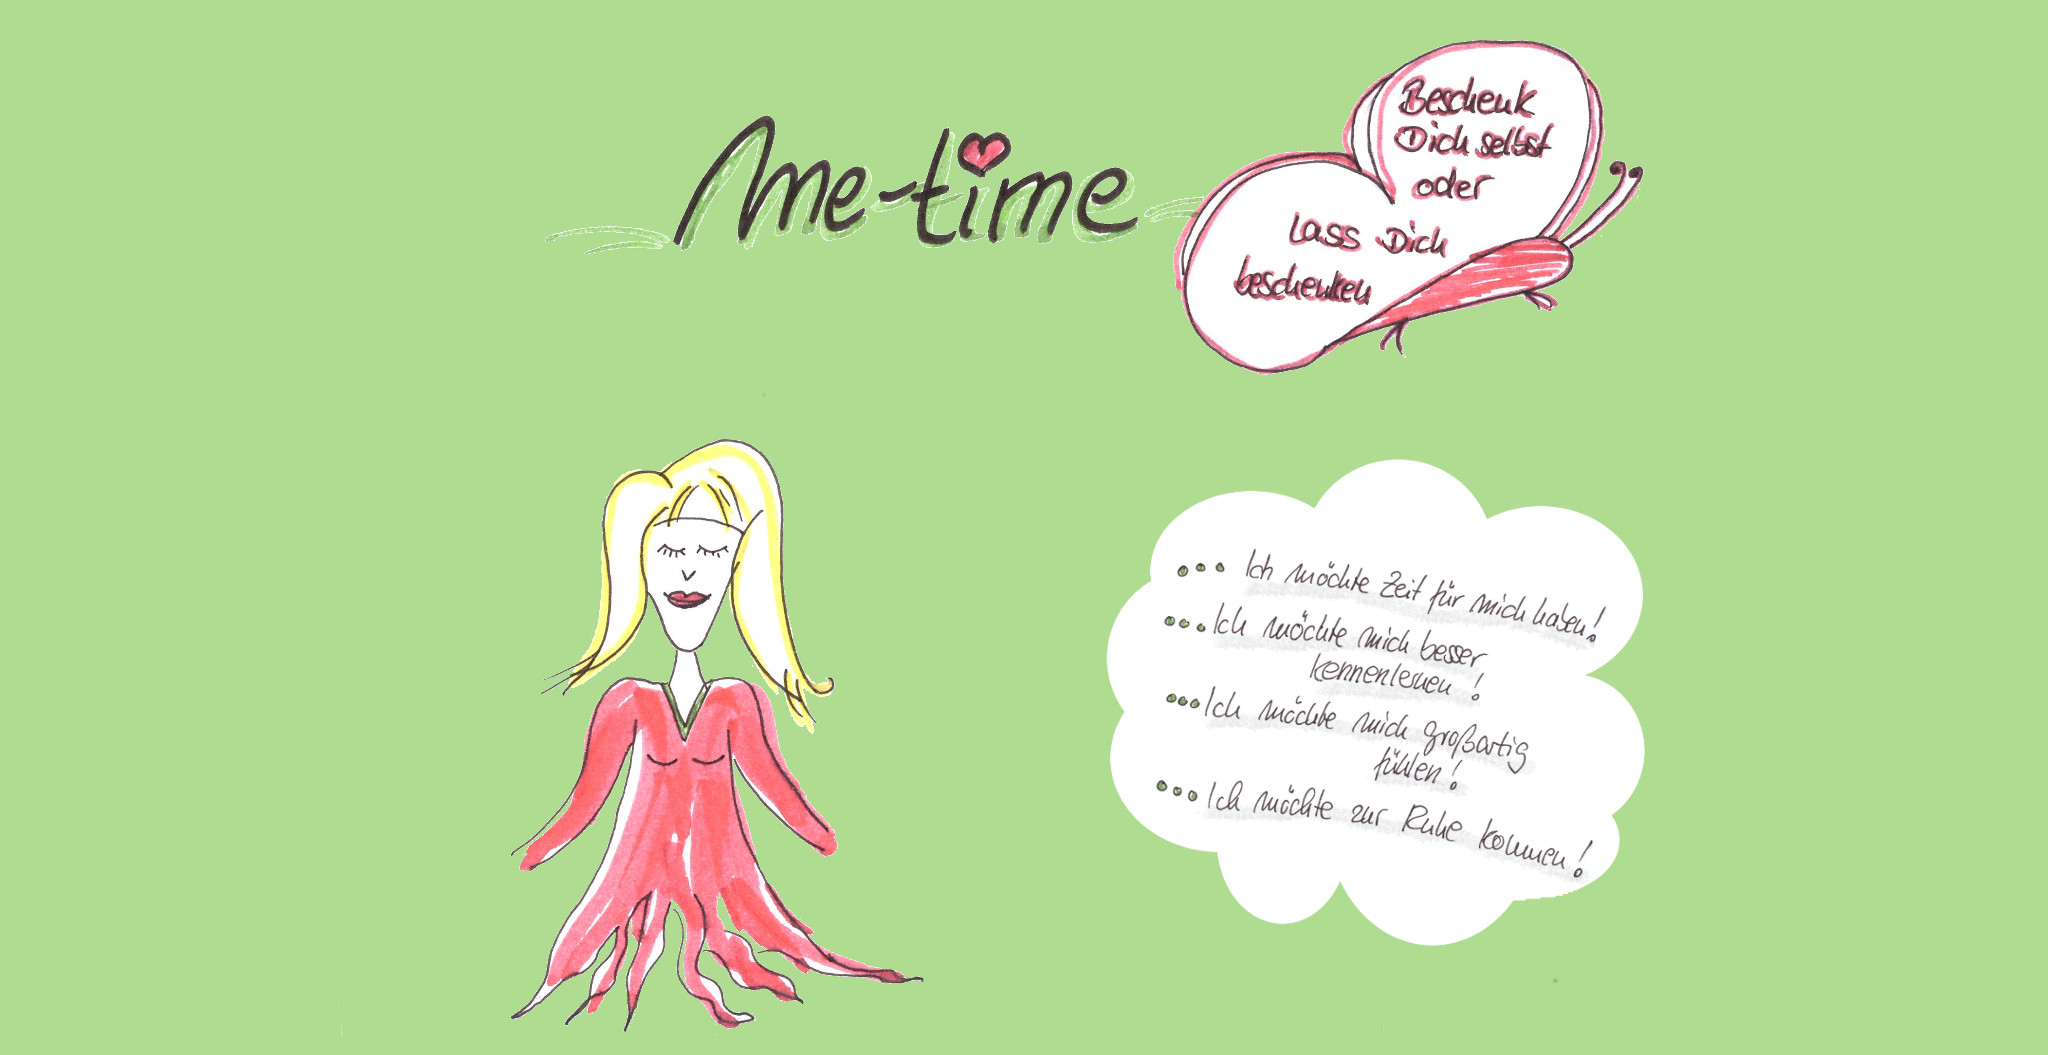 me-time
Beschenk
Dich selbst
oder
lass Dich
beschenken
... Ich möchte Zeit für mich haben!
... Ich möchte mich besser
kennenlernen!
... Ich möchte mich großartig
fühlen!
... Ich möchte zur Ruhe kommen!